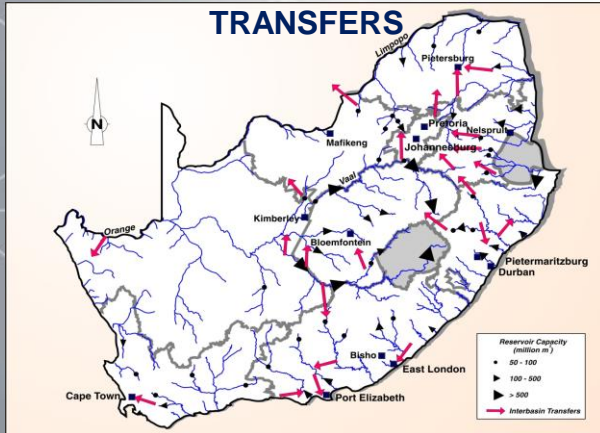 TRANSFERS
Limpopo
Pietersburg
N
Pretoria
Nelspruit
Mafikeng
Johannesburg
Vaal
Kimberley
Orange
Bloemfontein
Pietermaritzburg
Durban
Bisho
East London
Cape Town
Port Elizabeth
Reservoir Capacity
(million m³)
50 - 100
100 - 500
> 500
Interbasin Transfers